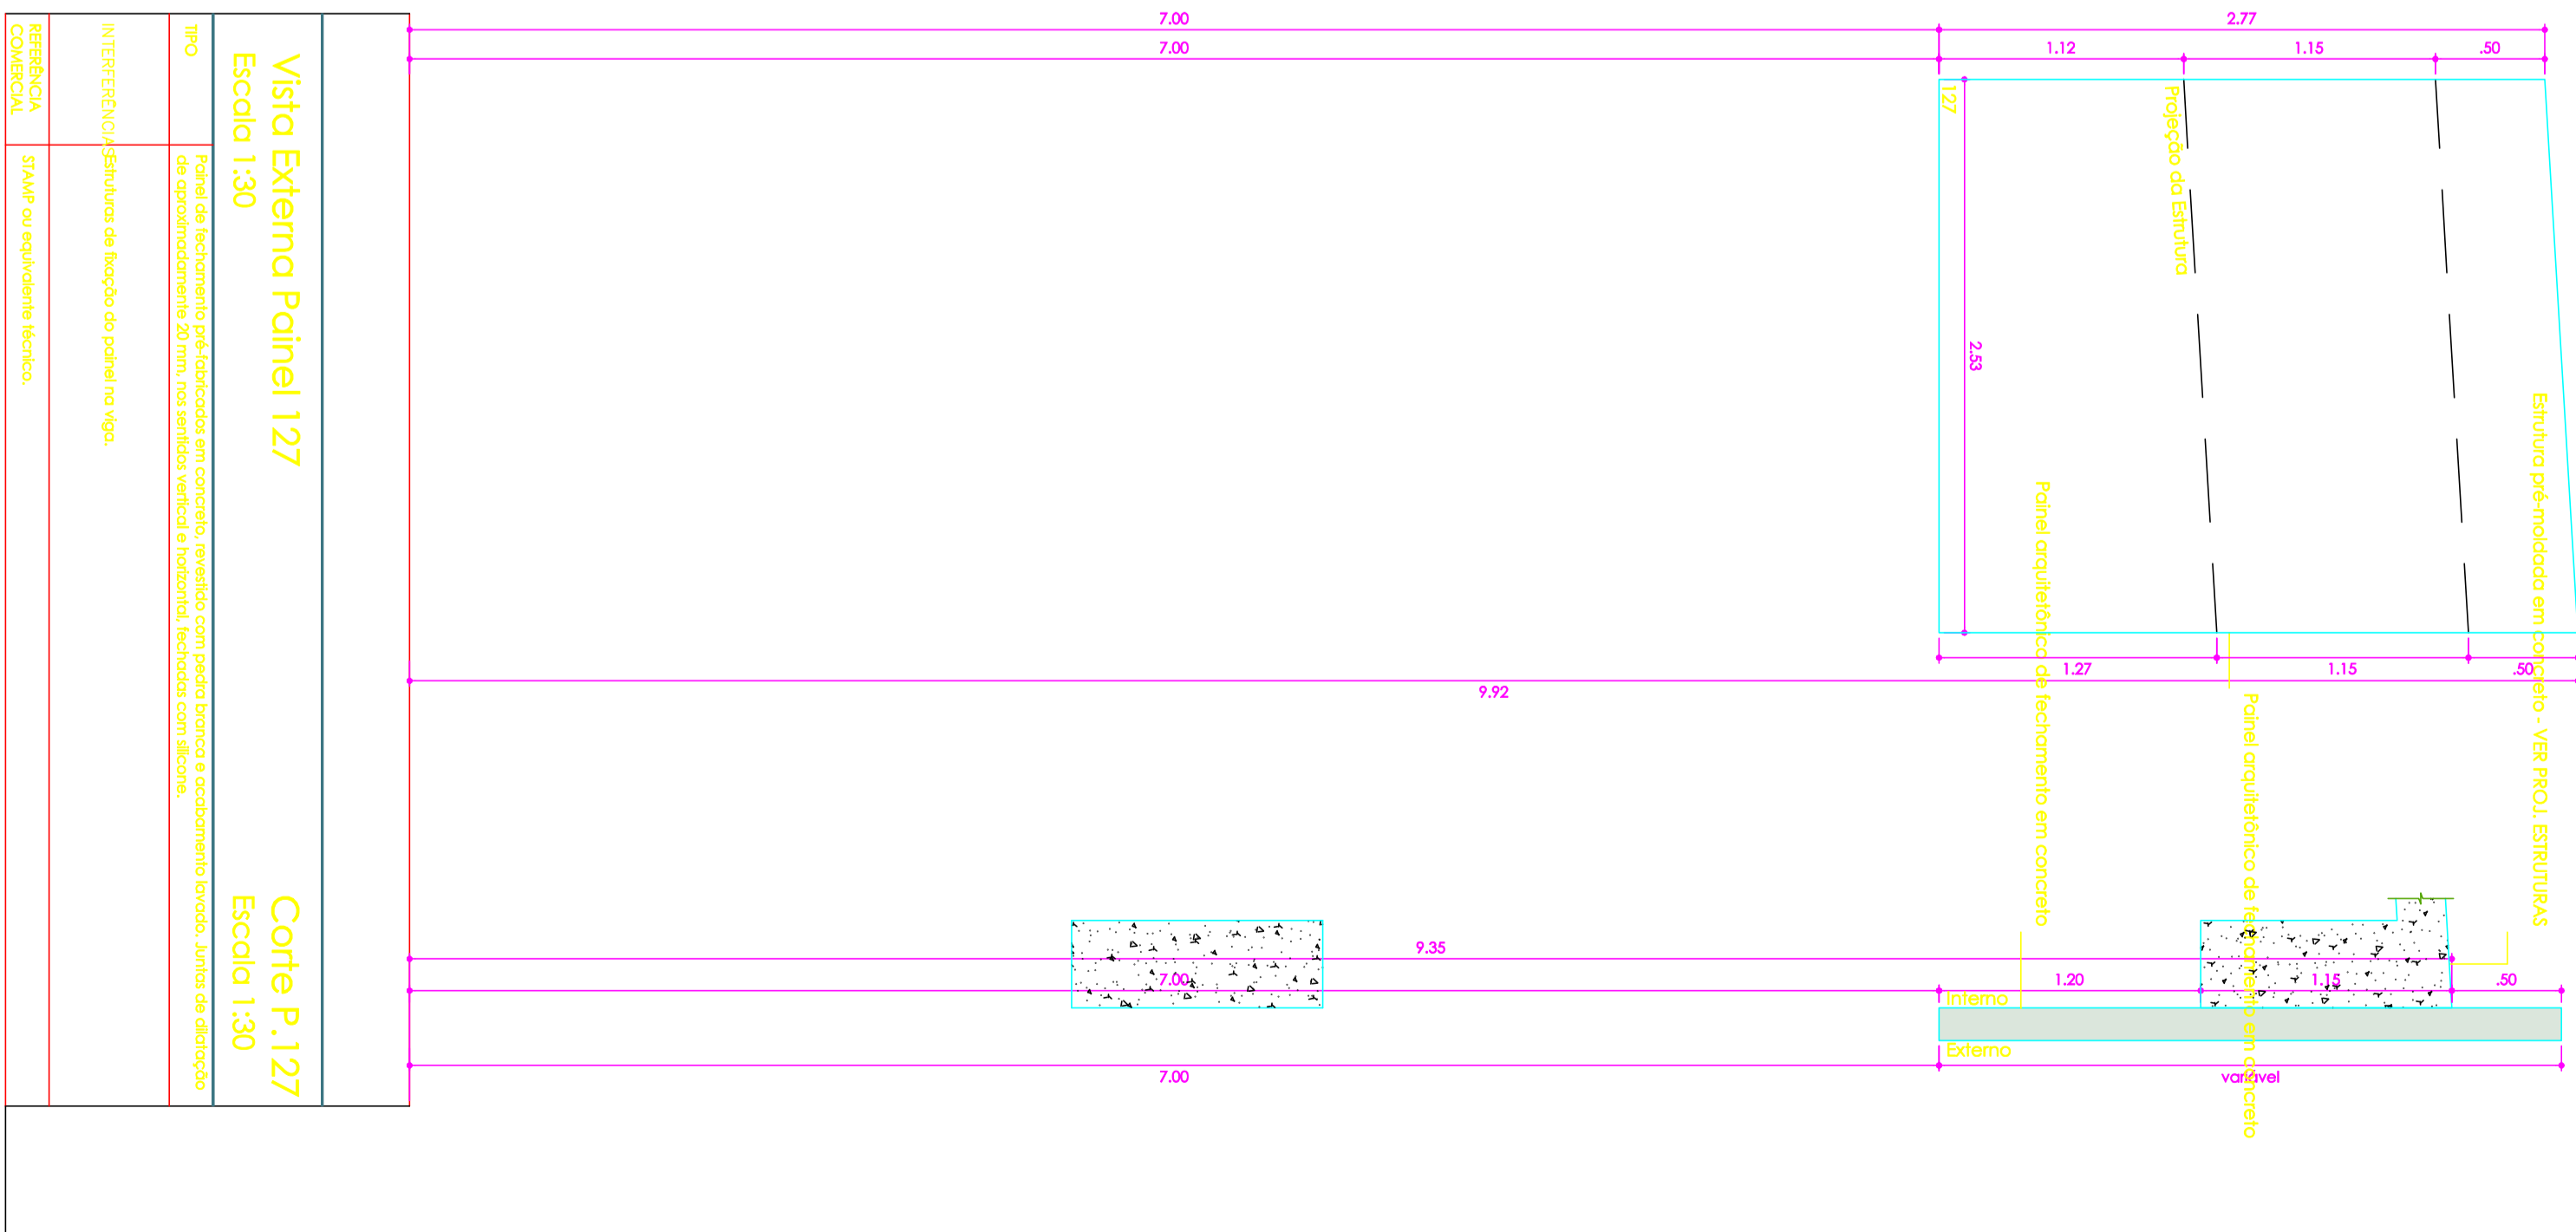 7.00
2.77
7.00
1.12
1.15
.50
127
Projeção da Estrutura
2.53
Estrutura pré-moldada em concreto - VER PROJ. ESTRUTURAS
Painel arquitetônico de fechamento em concreto
1.27
1.15
.50
9.92
Painel arquitetônico de fechamento em concreto
9.35
7.00
1.20
1.15
.50
Interno
Externo
7.00
variável
Vista Externa Painel 127
Escala 1:30
Corte P.127
Escala 1:30
TIPO
Painel de fechamento pré-fabricados em concreto, revestido com pedra branca e acabamento lavado. Juntas de dilatação
de aproximadamente 20 mm, nos sentidos vertical e horizontal, fechadas com silicone.
INTERFERÊNCIAS
Estruturas de fixação do painel na viga.
REFERÊNCIA
COMERCIAL
STAMP ou equivalente técnico.